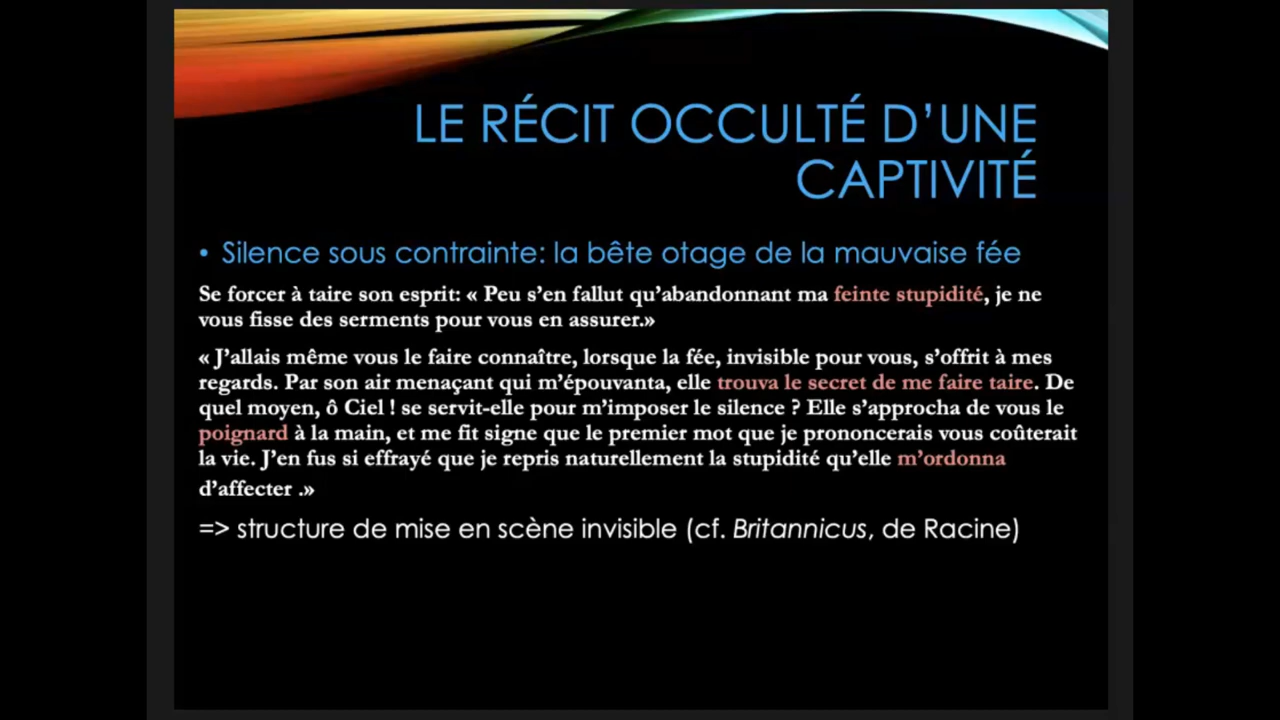 LE RÉCIT OCCULTÉ D’UNE
CAPTIVITÉ
• Silence sous contrainte: la bête otage de la mauvaise fée
Se forcer à taire son esprit: « Peu s’en fallut qu’abandonnant ma feinte stupidité, je ne
vous fisse des serments pour vous en assurer.»
« J’allais même vous le faire connaître, lorsque la fée, invisible pour vous, s’offrit à mes
regards. Par son air menaçant qui m’épouvanta, elle trouva le secret de me faire taire. De
quel moyen, ô Ciel ! se servit-elle pour m’imposer le silence ? Elle s’approcha de vous le
poignard à la main, et me fit signe que le premier mot que je prononcerais vous coûterait
la vie. J’en fus si effrayé que je repris naturellement la stupidité qu’elle m’ordonna
d’affecter .»
=> structure de mise en scène invisible (cf. Britannicus, de Racine)